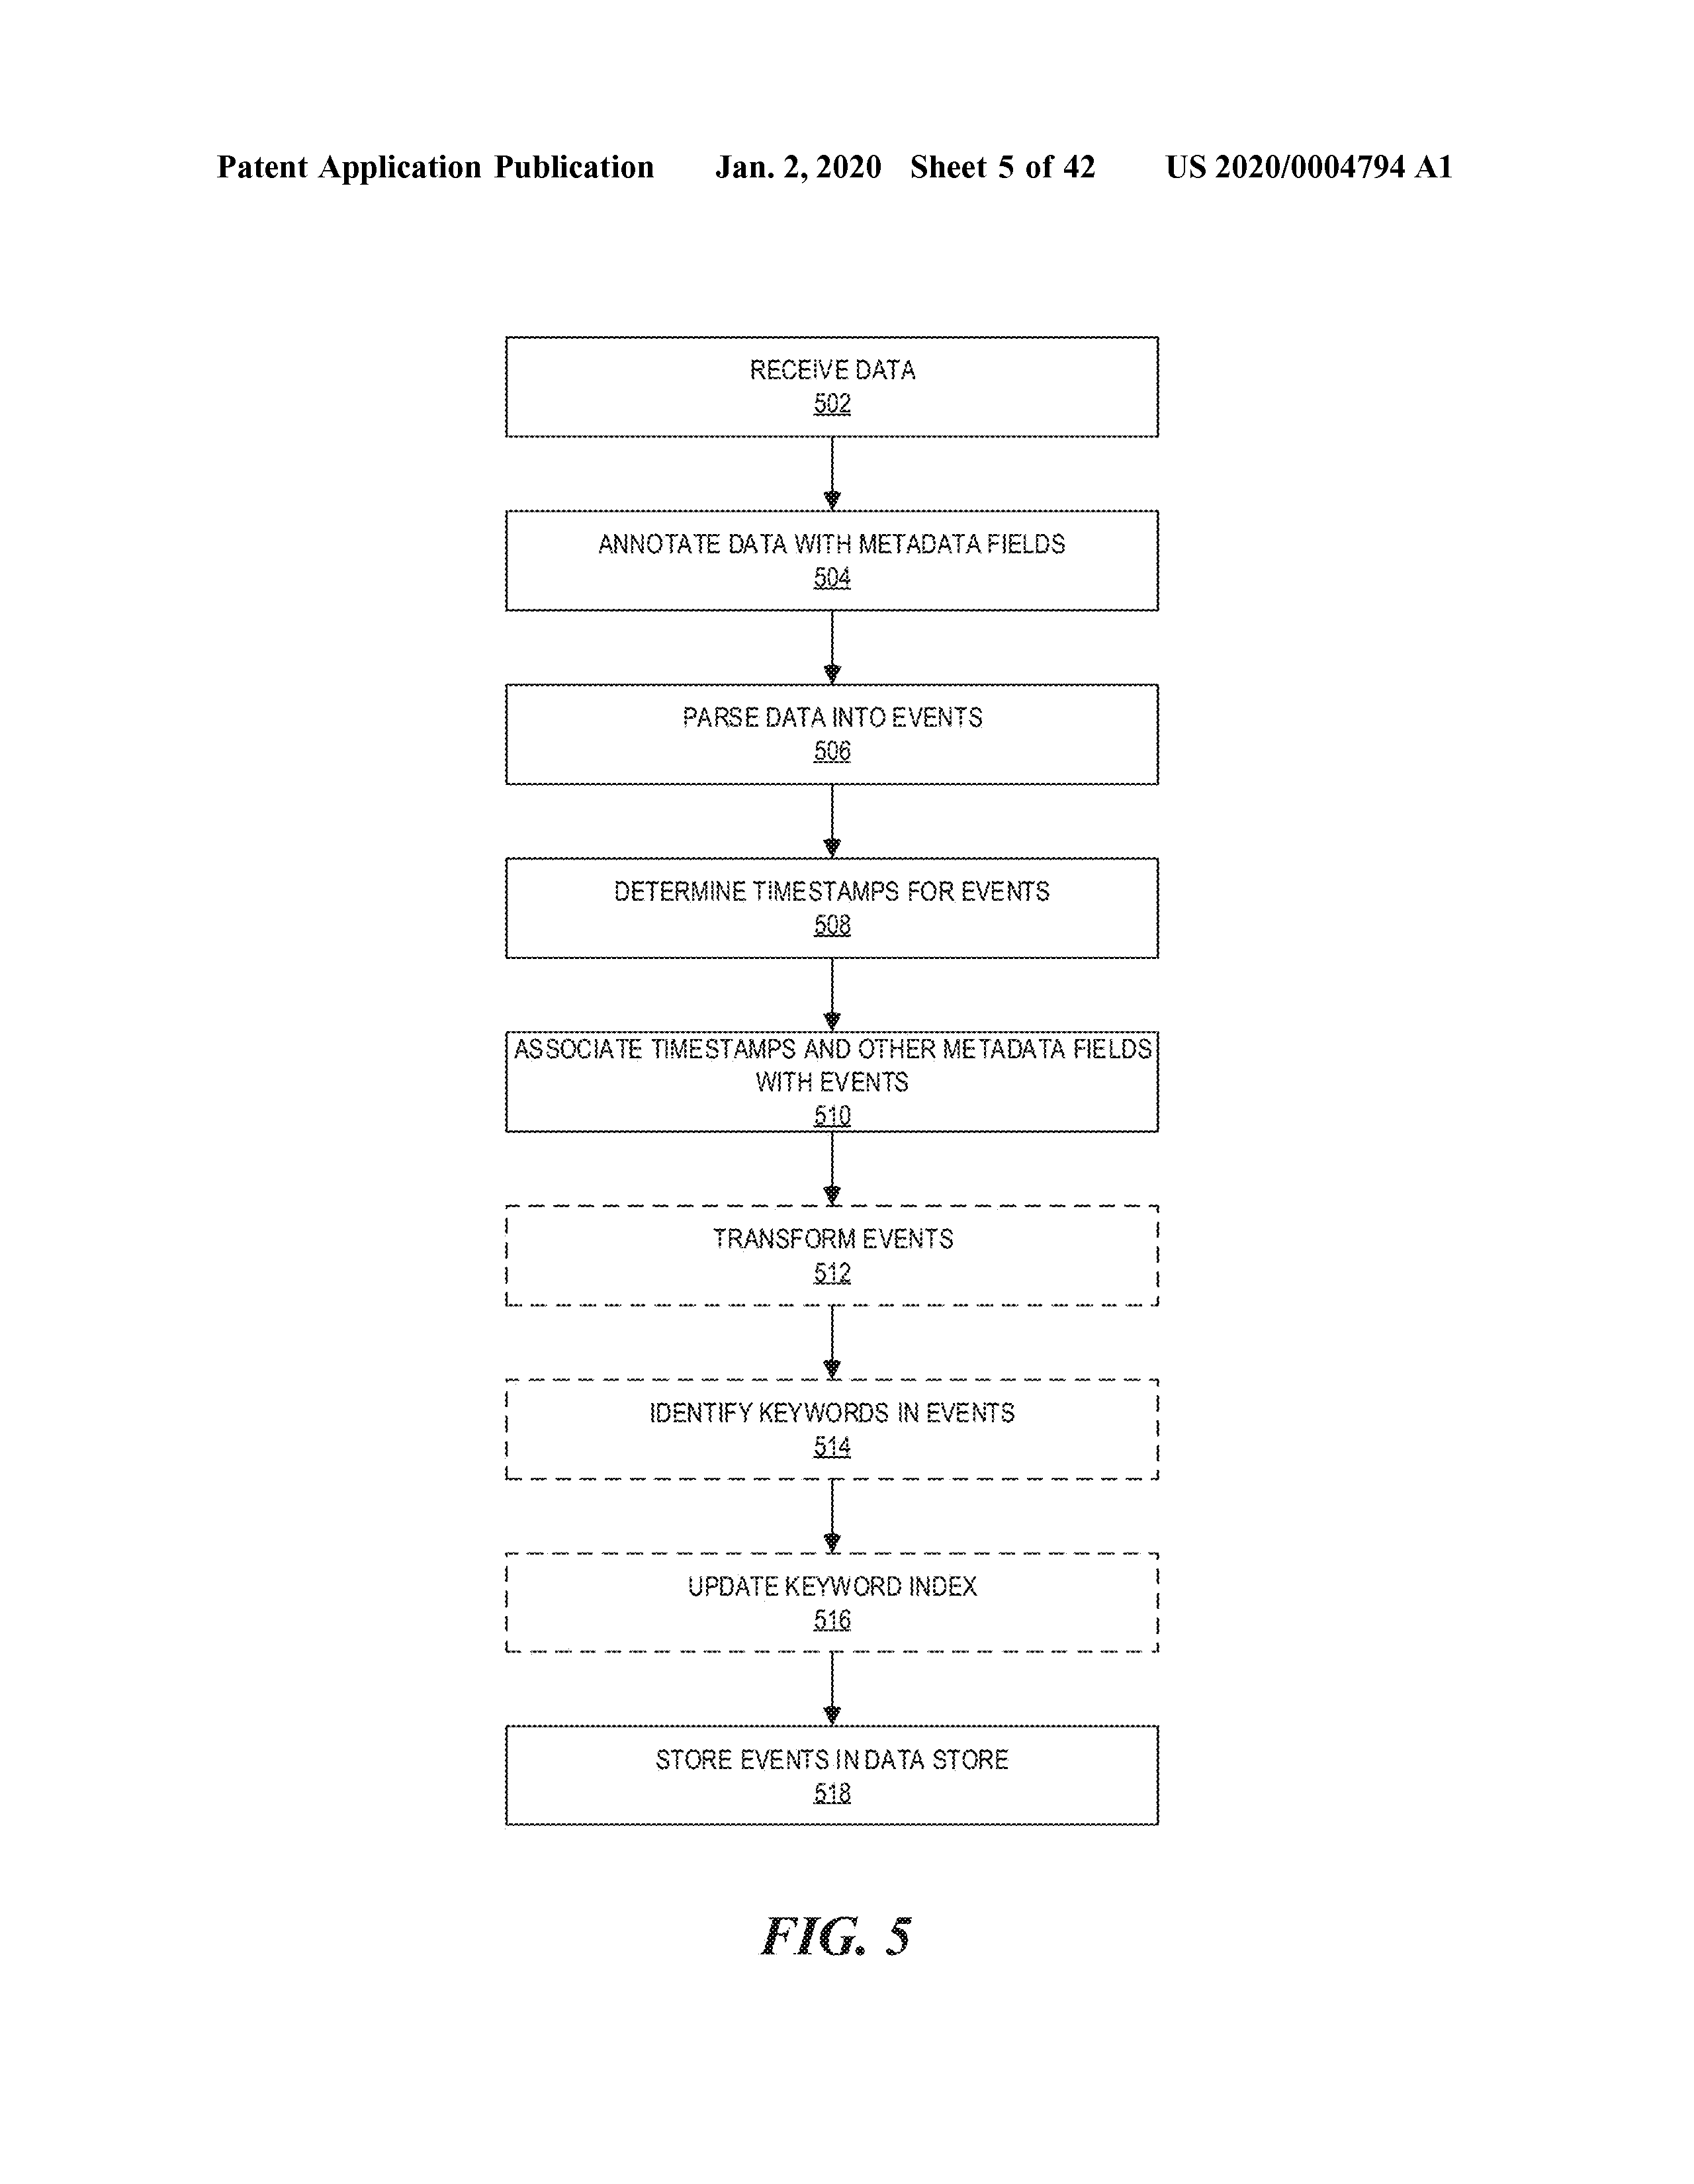 Patent Application Publication Jan. 2, 2020 Sheet 5 of 42 US 2020/0004794 A1
RECEIVE DATA
502
ANNOTATE DATA WITH METADATA FIELDS
504
PARSE DATA INTO EVENTS
506
DETERMINE TIMESTAMPS FOR EVENTS
508
ASSOCIATE TIMESTAMPS AND OTHER METADATA FIELDS
WITH EVENTS
510
TRANSFORM EVENTS
512
IDENTIFY KEYWORDS IN EVENTS
514
UPDATE KEYWORD INDEX
516
STORE EVENTS IN DATA STORE
518
FIG. 5